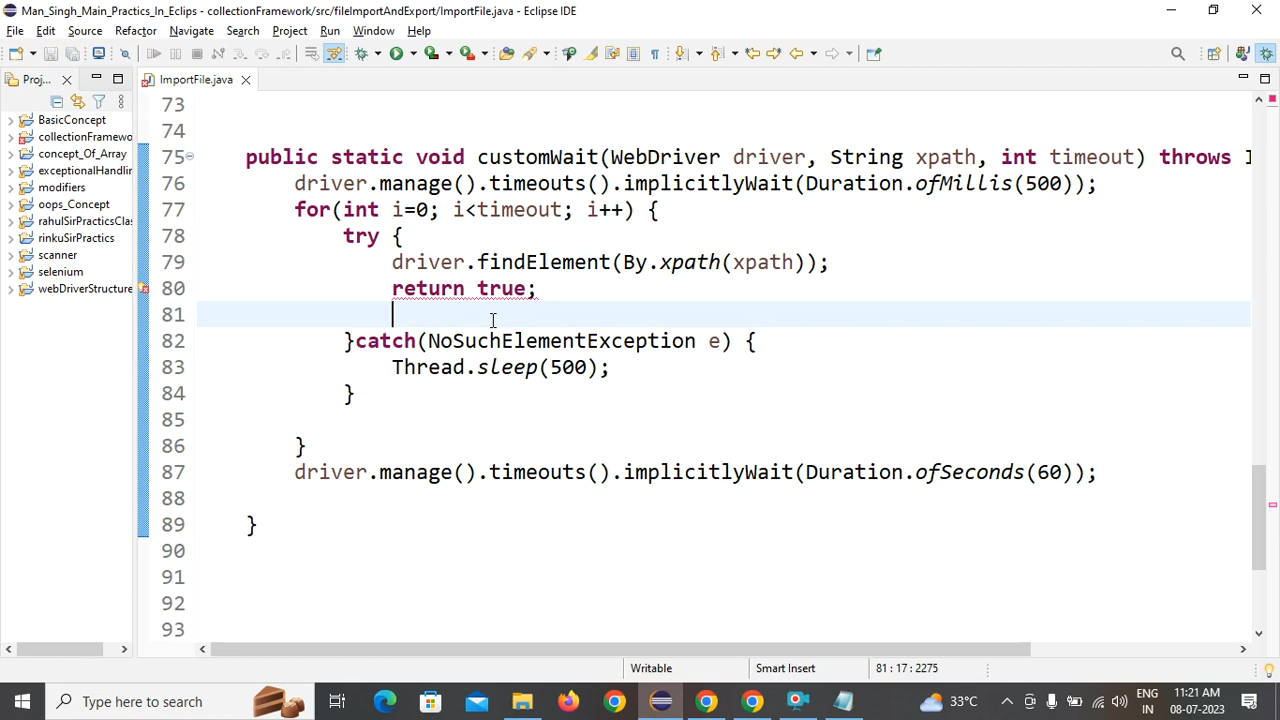 Man_Singh_Main_Practics_In_Eclips - collectionFramework/src/fileImportAndExport/ImportFile.java - Eclipse IDE
File Edit Source Refactor Navigate Search Project Run Window Help
Proj...
ImportFile.java
BasicConcept
collectionFramewo
concept_Of_Array
exceptionalHandlir
modifiers
oops_Concept
rahulSirPracticsClas
rinkuSirPractics
scanner
selenium
webDriverStructure
73
74
75 public static void customWait(WebDriver driver, String xpath, int timeout) throws I
76 driver.manage().timeouts().implicitlyWait(Duration.ofMillis(500));
77 for(int i=0; i<timeout; i++) {
78 try {
79 driver.findElement(By.xpath(xpath));
80 return true;
81
82 }catch(NoSuchElementException e) {
83 Thread.sleep(500);
84 }
85
86 }
87 driver.manage().timeouts().implicitlyWait(Duration.ofSeconds(60));
88
89 }
90
91
92
93
Writable Smart Insert 81 : 17 : 2275
Type here to search
33°C
ENG
IN
11:21 AM
08-07-2023